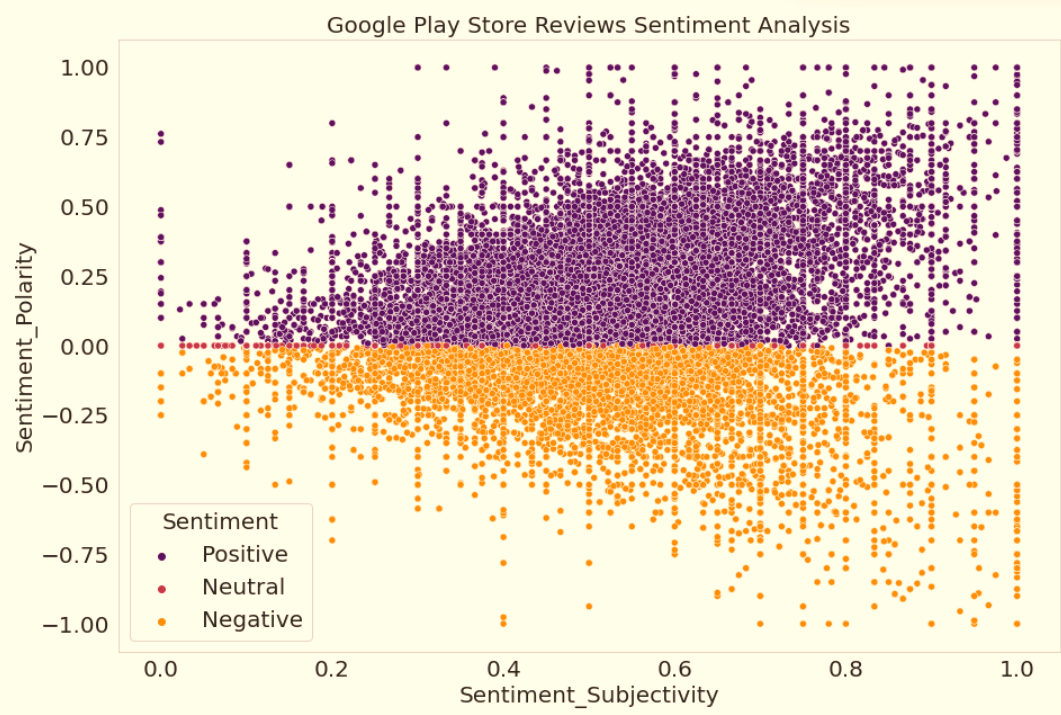 Google Play Store Reviews Sentiment Analysis
1.00
0.75
0.50
0.25
0.00
−0.25
−0.50
−0.75
−1.00
Sentiment_Polarity
Sentiment
Positive
Neutral
Negative
0.0 0.2 0.4 0.6 0.8 1.0
Sentiment_Subjectivity